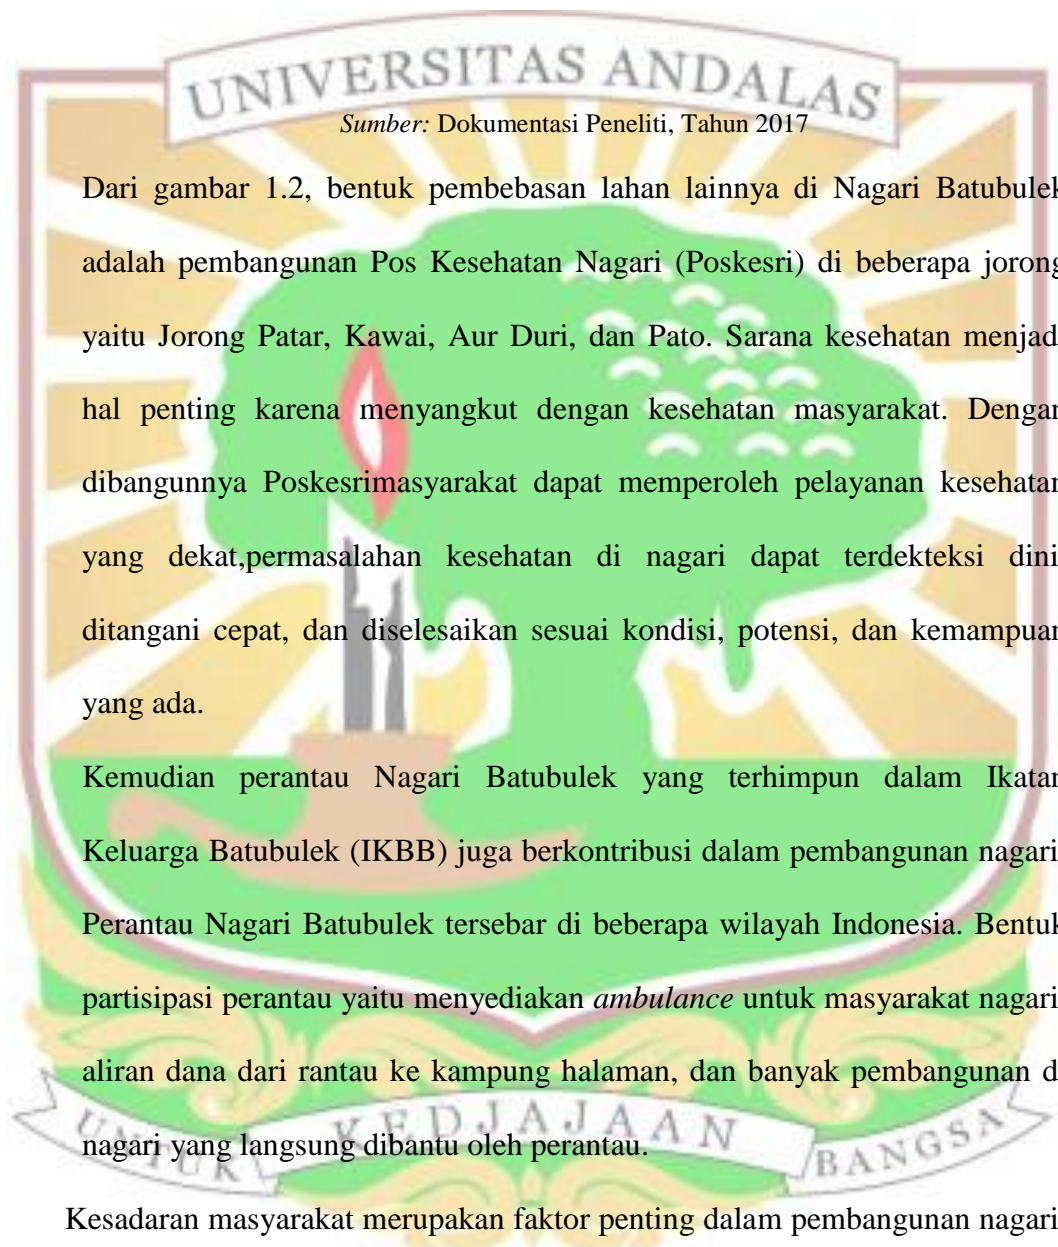 UNIVERSITAS ANDALAS
Sumber: Dokumentasi Peneliti, Tahun 2017
Dari gambar 1.2, bentuk pembebasan lahan lainnya di Nagari Batubulek
adalah pembangunan Pos Kesehatan Nagari (Poskesri) di beberapa jorong
yaitu Jorong Patar, Kawai, Aur Duri, dan Pato. Sarana kesehatan menjad
hal penting karena menyangkut dengan kesehatan masyarakat. Dengan
dibangunnya Poskesrimasyarakat dapat memperoleh pelayanan kesehatan
yang dekat,permasalahan kesehatan di nagari dapat terdekteksi dini
ditangani cepat, dan diselesaikan sesuai kondisi, potensi, dan kemampuan
yang ada.
Kemudian perantau Nagari Batubulek yang terhimpun dalam Ikatan
Keluarga Batubulek (IKBB) juga berkontribusi dalam pembangunan nagari
Perantau Nagari Batubulek tersebar di beberapa wilayah Indonesia. Bentuk
partisipasi perantau yaitu menyediakan ambulance untuk masyarakat nagari
aliran dana dari rantau ke kampung halaman, dan banyak pembangunan d
nagari yang langsung dibantu oleh perantau.
UNTUK KEDJAJAAN BANGSA
Kesadaran masyarakat merupakan faktor penting dalam pembangunan nagari